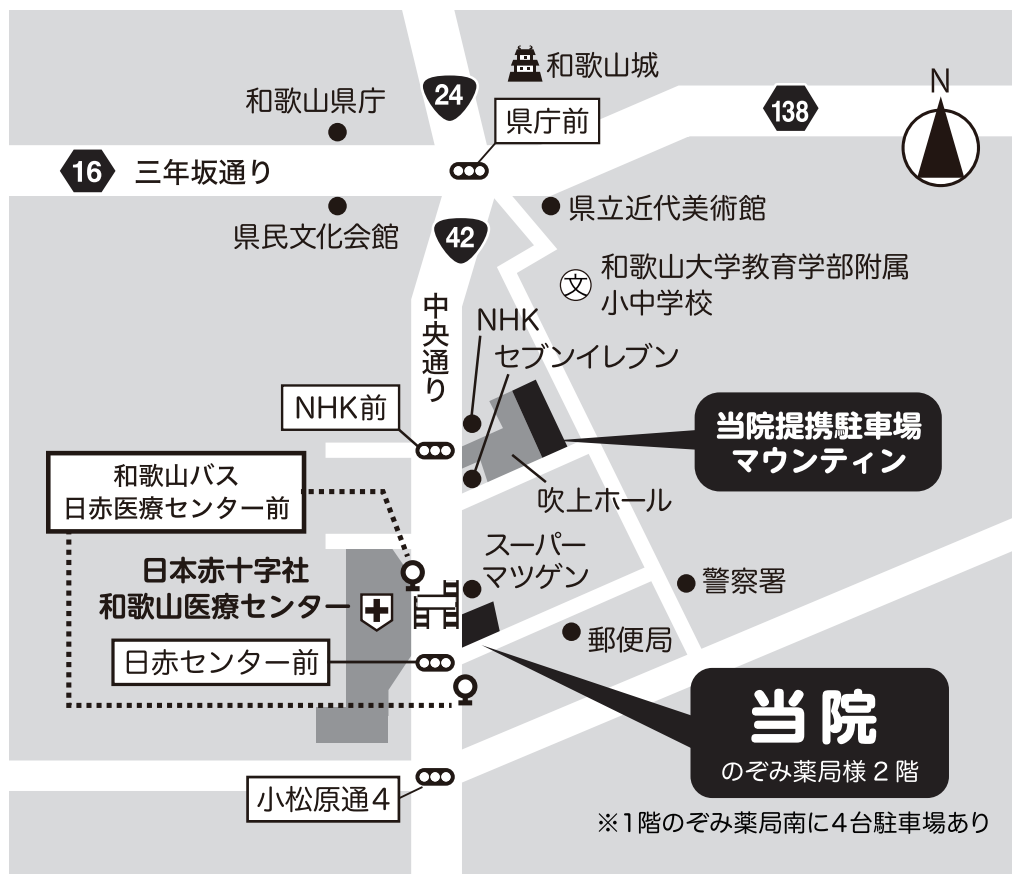 和歌山城
N
24
和歌山県庁
県庁前
138
16
三年坂通り
県立近代美術館
県民文化会館
42
和歌山大学教育学部附属
小中学校
文
中央通り
NHK
セブンイレブン
NHK前
当院提携駐車場
マウンティン
和歌山バス
日赤医療センター前
吹上ホール
スーパー
マツゲン
日本赤十字社
和歌山医療センター
警察署
郵便局
日赤センター前
当院
のぞみ薬局様2階
小松原通4
※1階のぞみ薬局南に4台駐車場あり